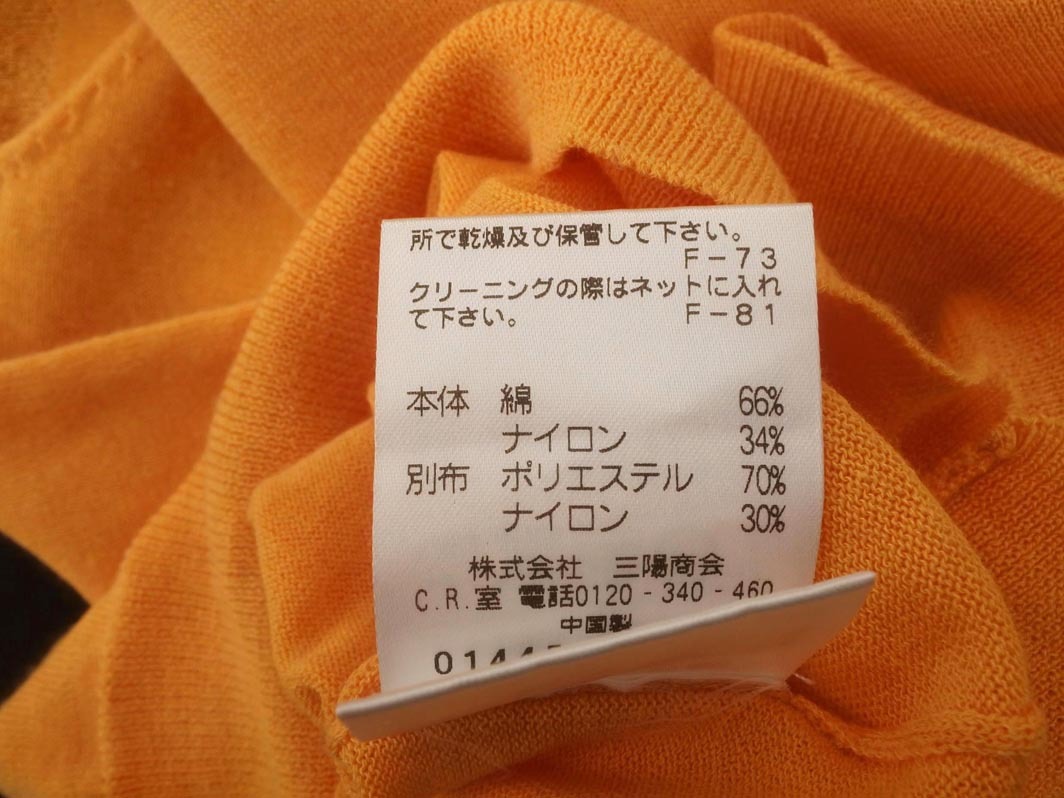 所で乾燥及び保管して下さい。
F－73
クリーニングの際はネットに入れ
て下さい。 F－81
本体 綿 66%
ナイロン 34%
別布 ポリエステル 70%
ナイロン 30%
株式会社 三陽商会
C.R.室 電話0120-340-460
中国製